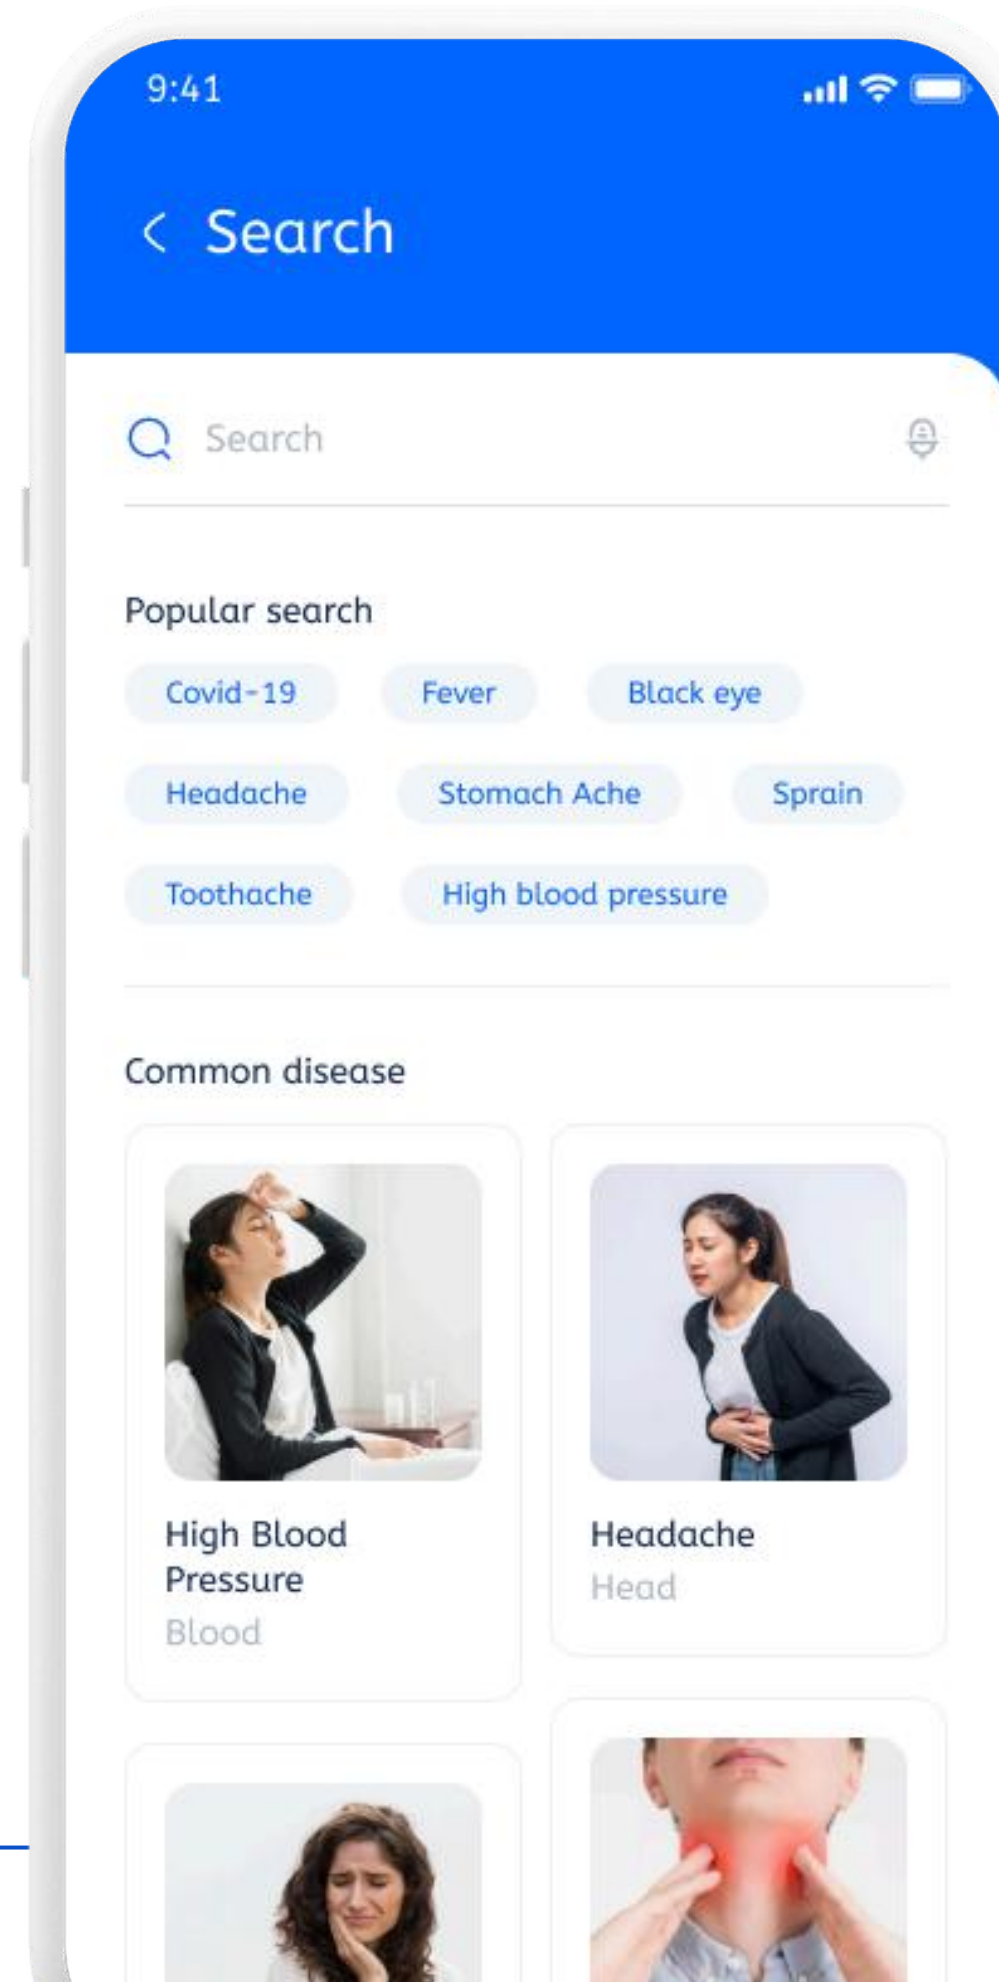 9:41
Search
Search
Popular search
Covid-19 Fever Black eye
Headache Stomach Ache Sprain
Toothache High blood pressure
Common disease
High Blood
Pressure
Blood
Headache
Head